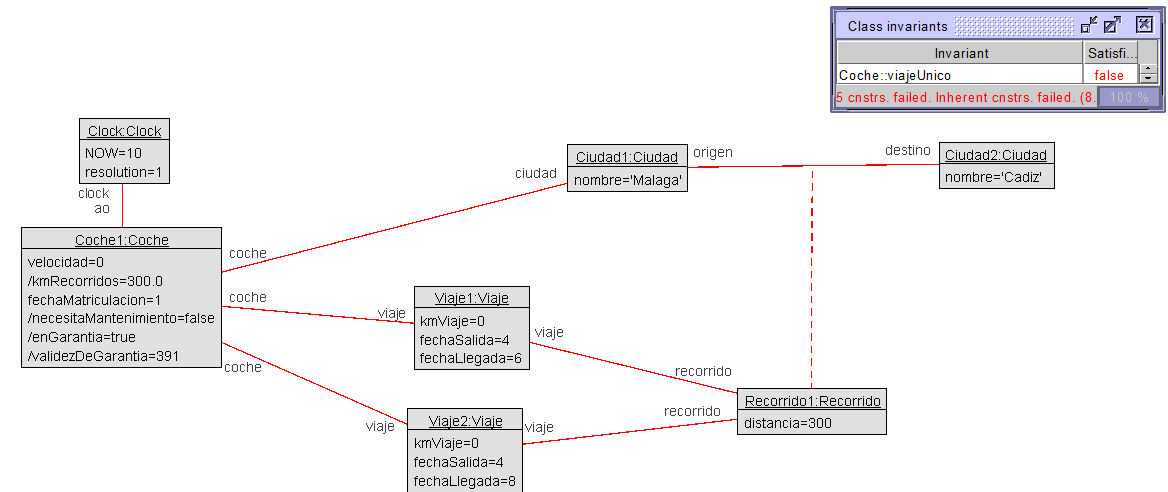 Class invariants
Invariant
Satisfi...
Coche::viajeUnico
false
5 cnstrs. failed. Inherent cnstrs. failed. (8.
100 %
Clock:Clock
NOW=10
resolution=1
clock
ao
Ciudad1:Ciudad
nombre='Malaga'
origen
destino
Ciudad2:Ciudad
nombre='Cadiz'
ciudad
coche
Coche1:Coche
velocidad=0
/kmRecorridos=300.0
fechaMatriculacion=1
/necesitaMantenimiento=false
/enGarantia=true
/validezDeGarantia=391
coche
viaje
Viaje1:Viaje
kmViaje=0
fechaSalida=4
fechaLlegada=6
viaje
recorrido
coche
viaje
Viaje2:Viaje
kmViaje=0
fechaSalida=4
fechaLlegada=8
viaje
recorrido
Recorrido1:Recorrido
distancia=300